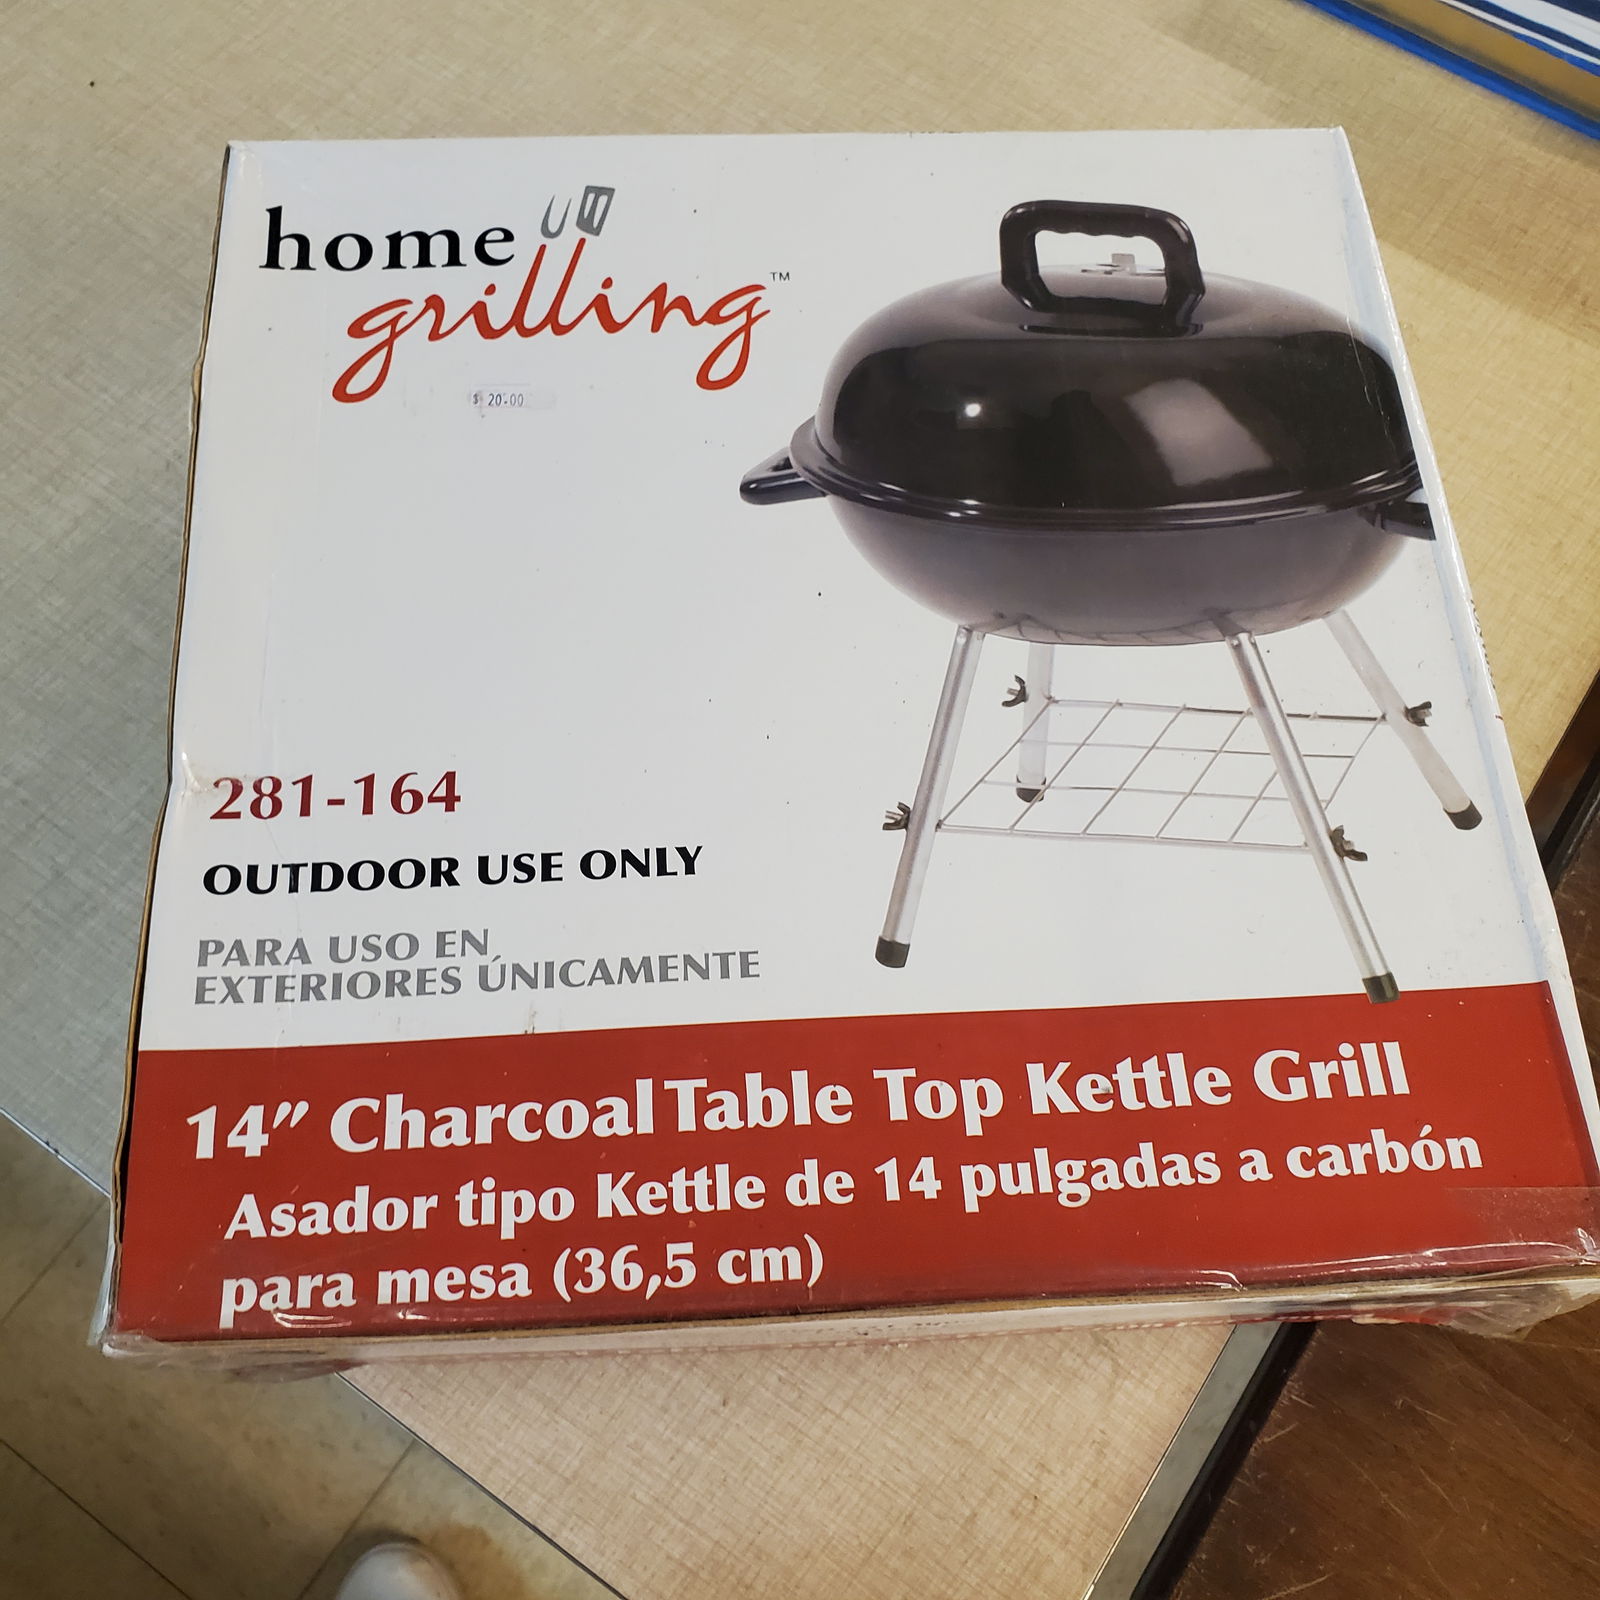 home
grilling™
$ 20.00
281-164
OUTDOOR USE ONLY
PARA USO EN
EXTERIORES ÚNICAMENTE
14” Charcoal Table Top Kettle Grill
Asador tipo Kettle de 14 pulgadas a carbón
para mesa (36,5 cm)